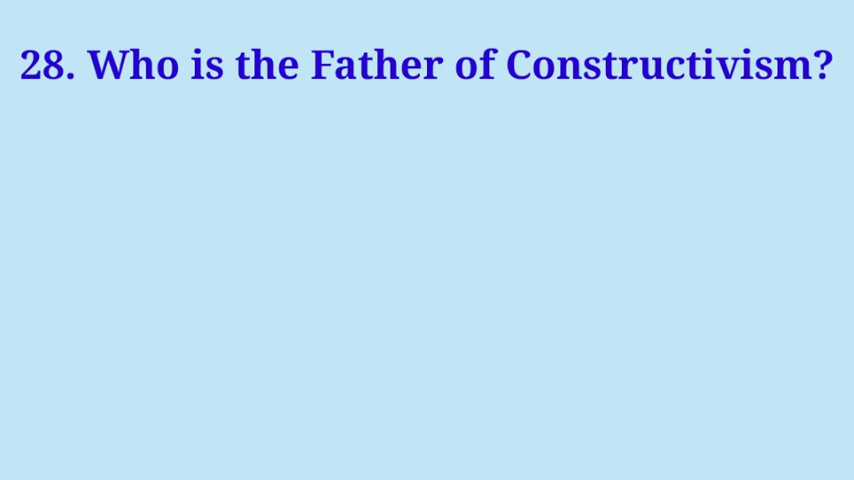 28. Who is the Father of Constructivism?